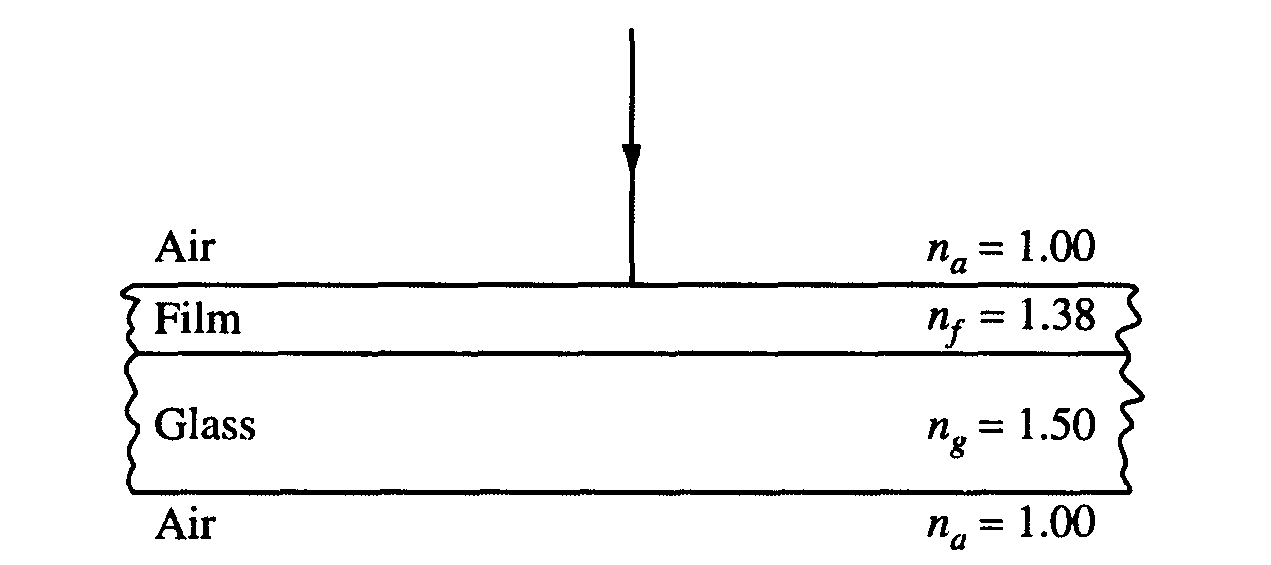 Air n_a = 1.00
Film n_f = 1.38
Glass n_g = 1.50
Air n_a = 1.00